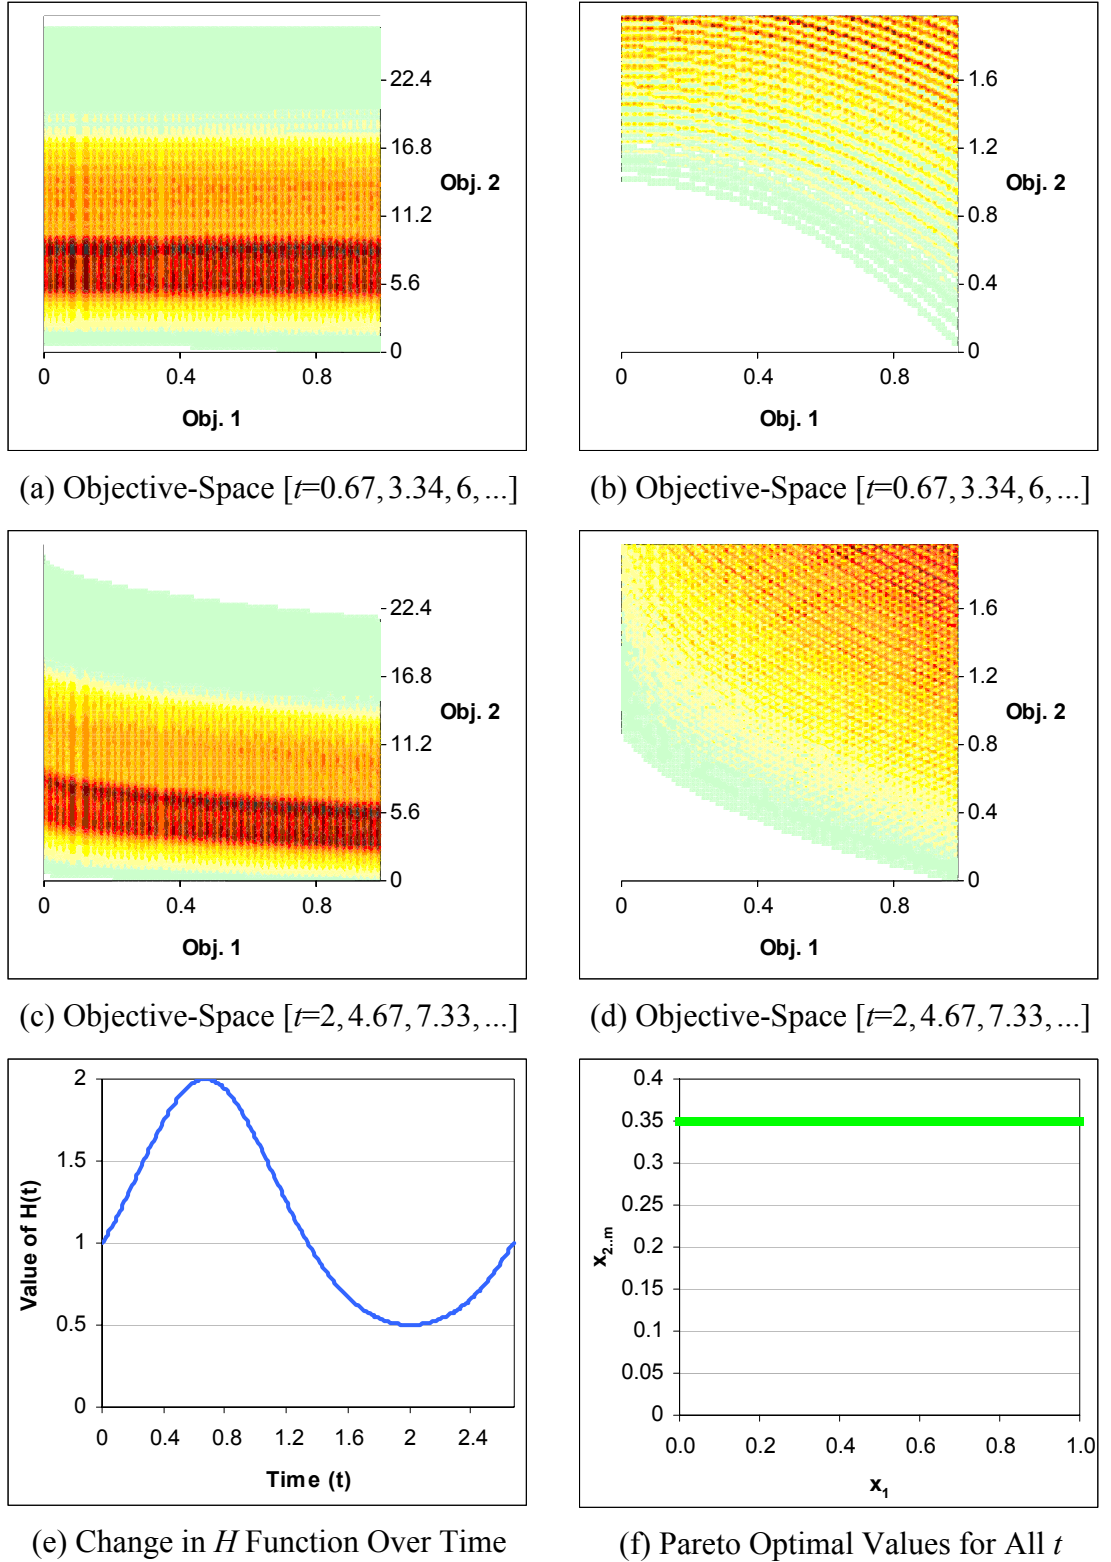 22.4
16.8
Obj. 2
11.2
5.6
0
0 0.4 0.8
Obj. 1
(a) Objective-Space [t=0.67, 3.34, 6, ...]
1.6
1.2
Obj. 2
0.8
0.4
0
0 0.4 0.8
Obj. 1
(b) Objective-Space [t=0.67, 3.34, 6, ...]
22.4
16.8
Obj. 2
11.2
5.6
0
0 0.4 0.8
Obj. 1
(c) Objective-Space [t=2, 4.67, 7.33, ...]
1.6
1.2
Obj. 2
0.8
0.4
0
0 0.4 0.8
Obj. 1
(d) Objective-Space [t=2, 4.67, 7.33, ...]
2
1.5
1
0.5
0
Value of H(t)
0 0.4 0.8 1.2 1.6 2 2.4
Time (t)
(e) Change in H Function Over Time
0.4
0.35
0.3
0.25
0.2
0.15
0.1
0.05
0
x2..m
0.0 0.2 0.4 0.6 0.8 1.0
x1
(f) Pareto Optimal Values for All t